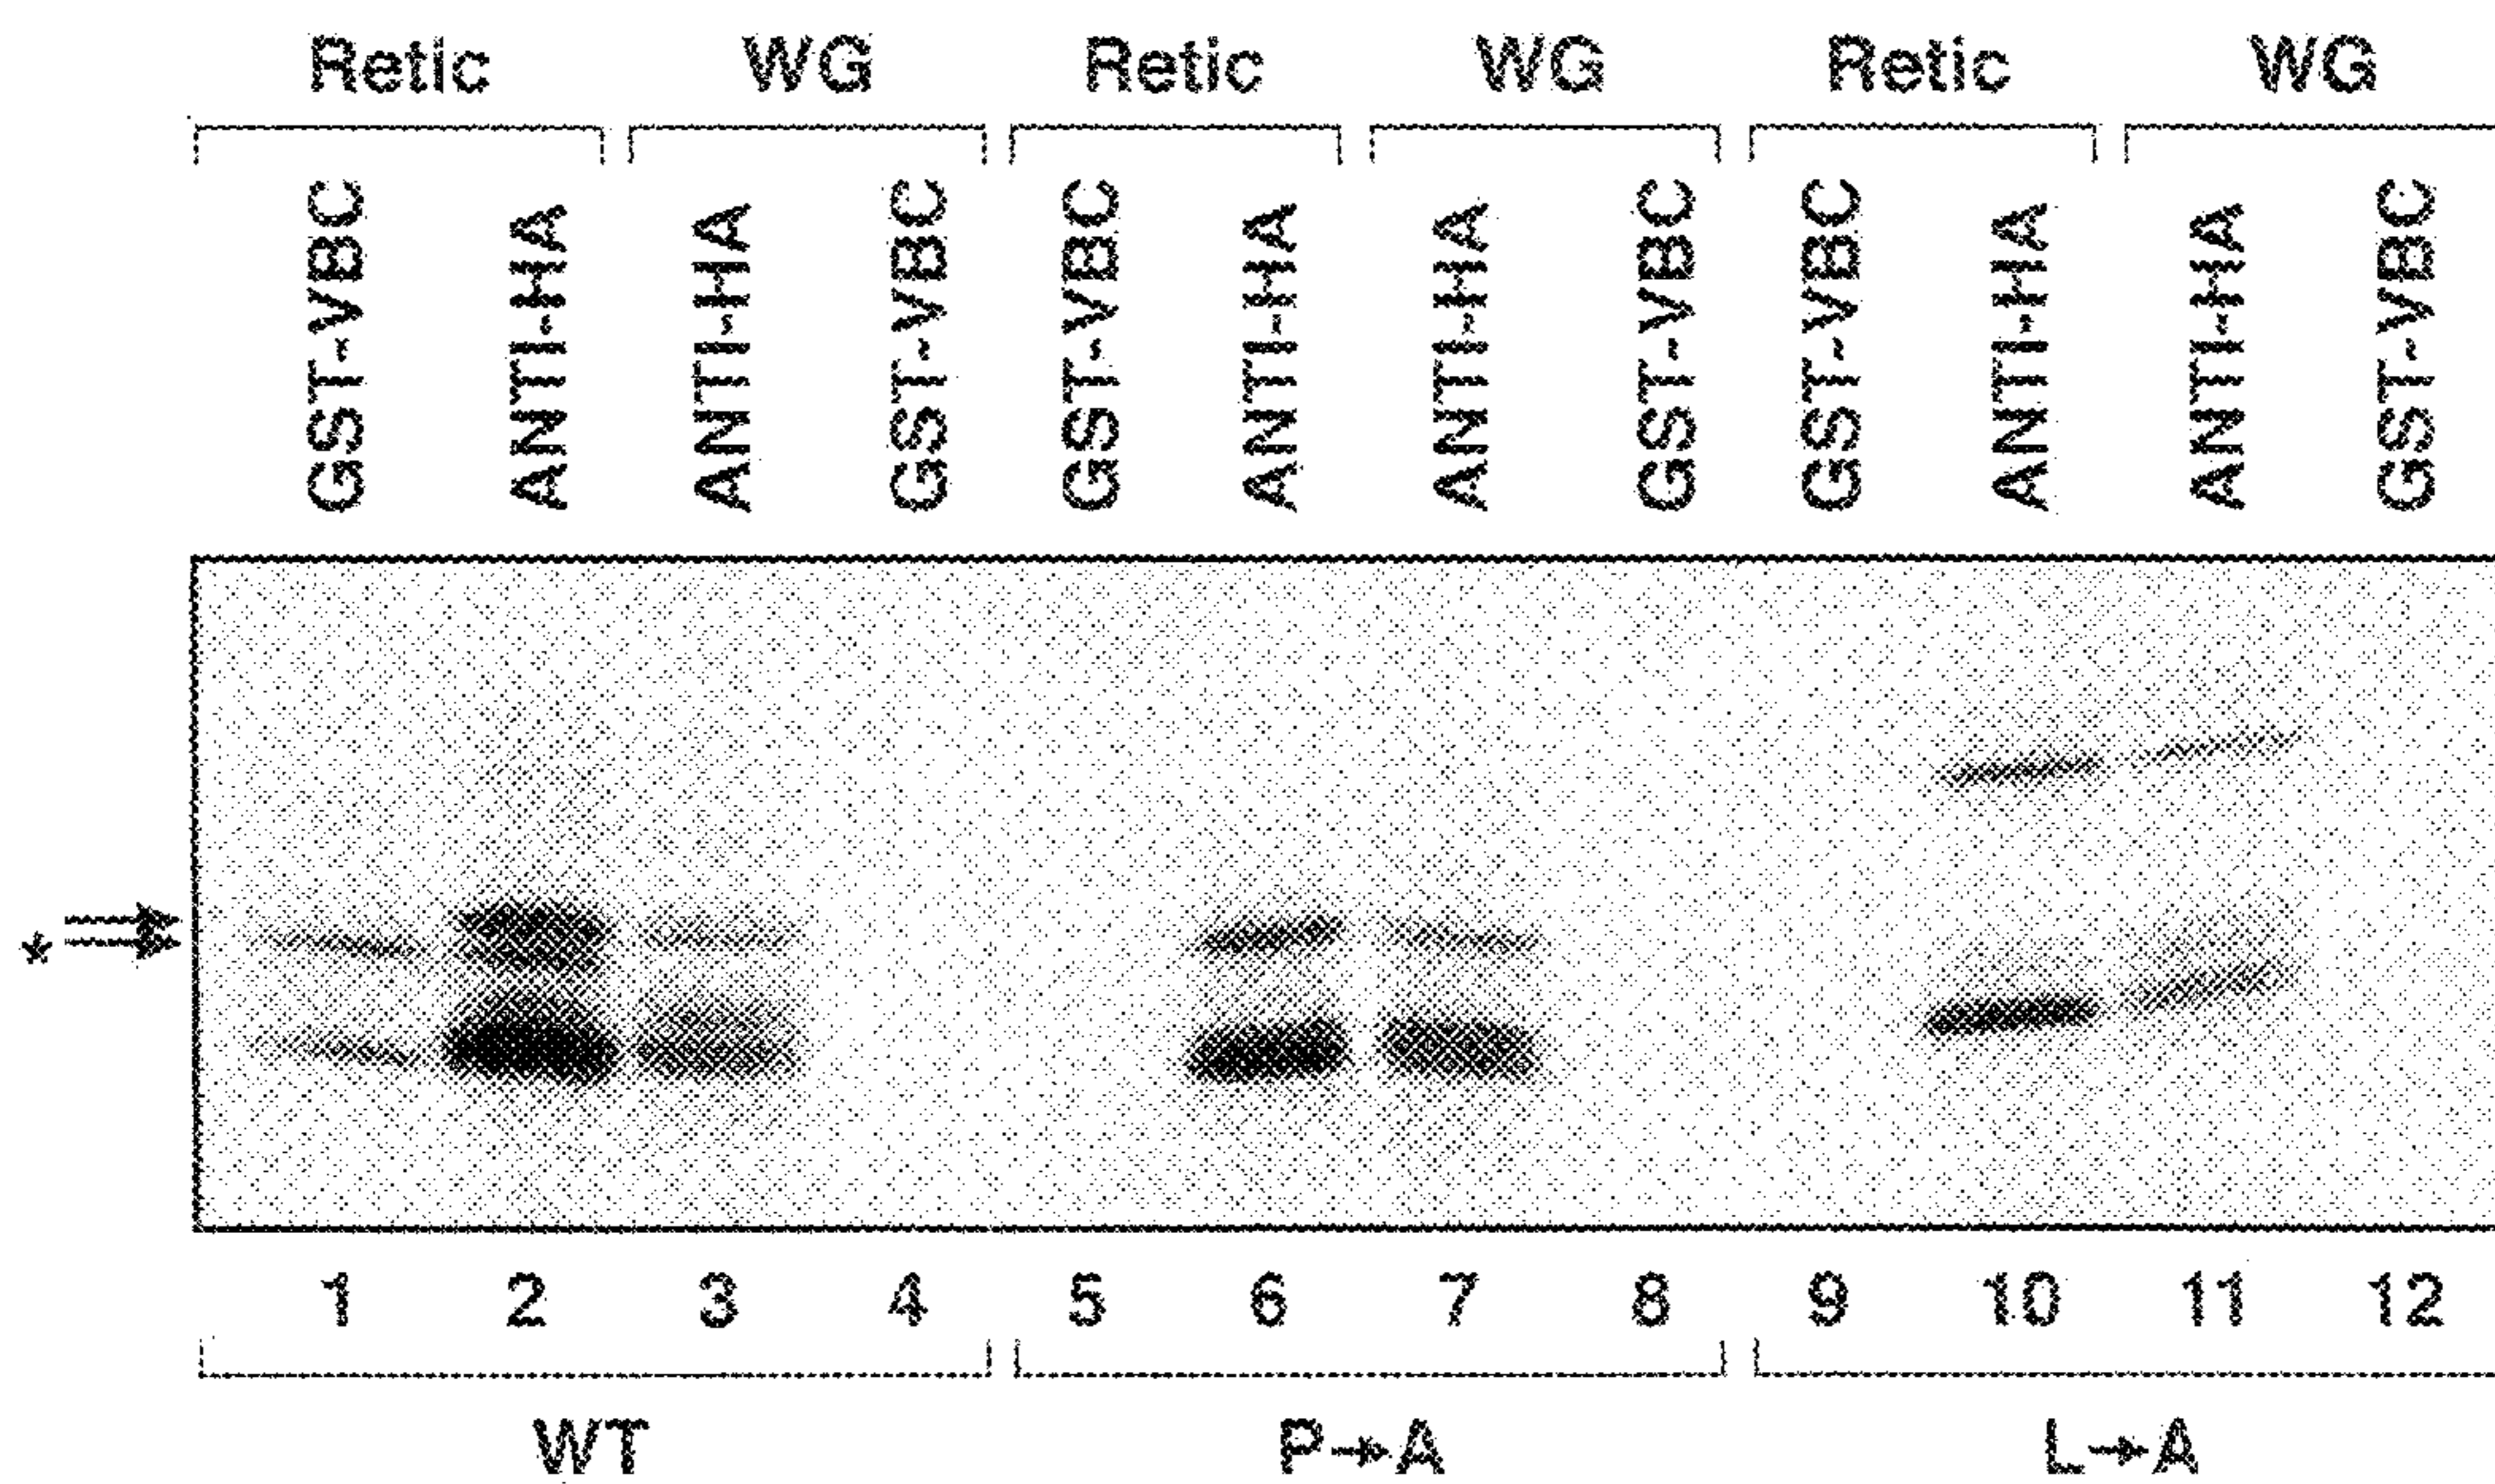 Retic WG Retic WG Retic WG
GST-VBC ANTI-HA ANTI-HA GST-VBC GST-VBC ANTI-HA ANTI-HA GST-VBC GST-VBC ANTI-HA ANTI-HA GST-VBC
*
1 2 3 4 5 6 7 8 9 10 11 12
WT P→A L→A